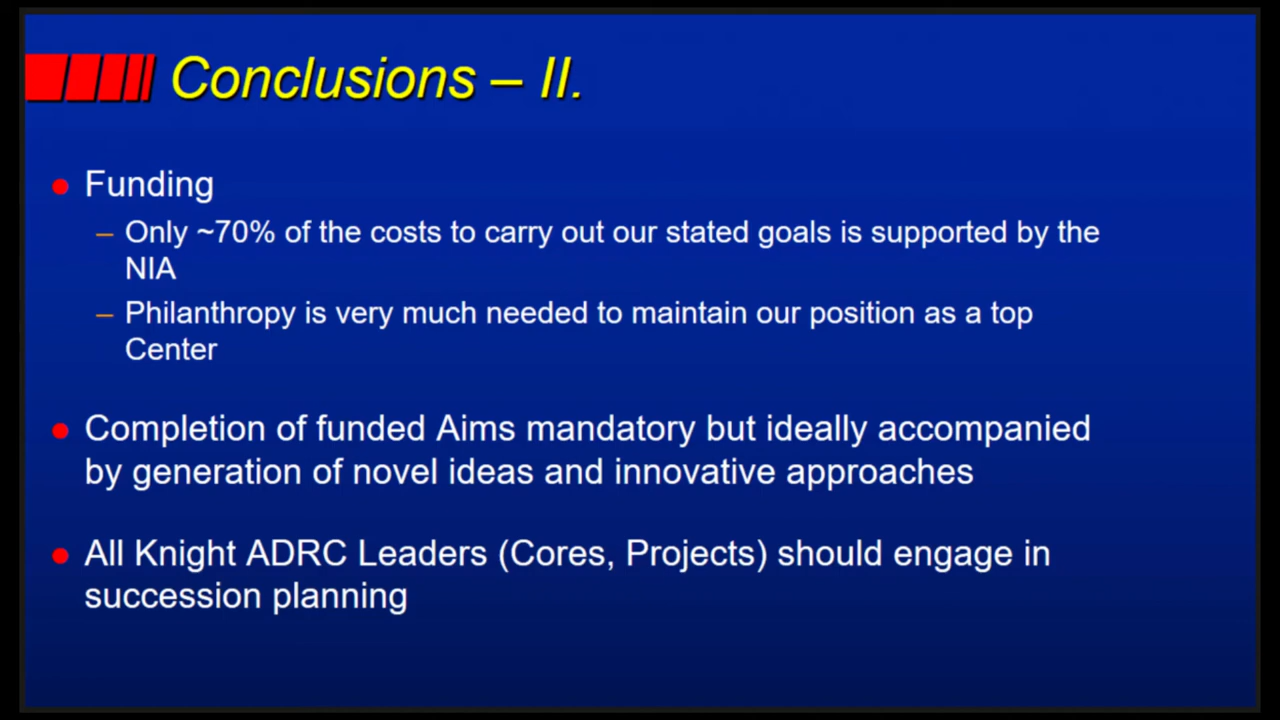 Conclusions – II.
● Funding
– Only ~70% of the costs to carry out our stated goals is supported by the
NIA
– Philanthropy is very much needed to maintain our position as a top
Center
● Completion of funded Aims mandatory but ideally accompanied
by generation of novel ideas and innovative approaches
● All Knight ADRC Leaders (Cores, Projects) should engage in
succession planning